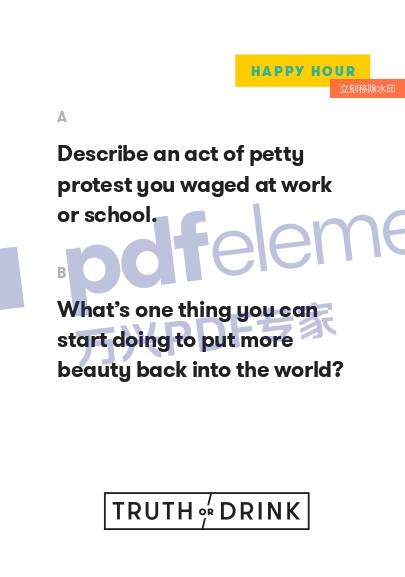 HAPPY HOUR
立刻移除水印
A
Describe an act of petty
protest you waged at work
or school.
pdfeleme
B
What’s one thing you can
start doing to put more
beauty back into the world?
万兴PDF专家
TRUTH OR DRINK